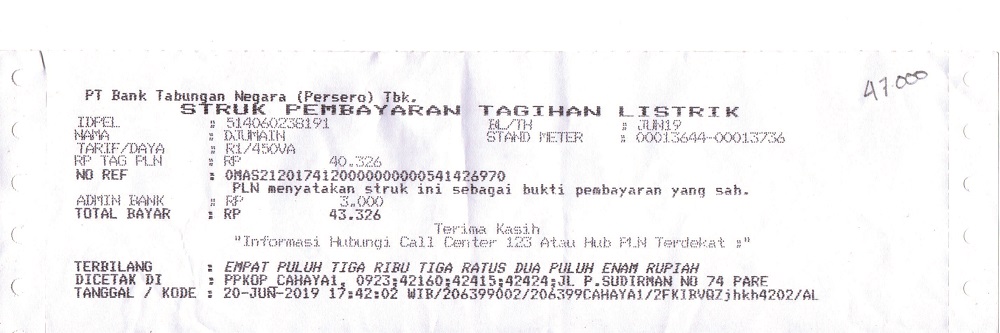 47.000
PT Bank Tabungan Negara (Persero) Tbk.
STRUK PEMBAYARAN TAGIHAN LISTRIK
IDPEL : 514060238191 BL/TH : JUN19
NAMA : DJUMAIN STAND METER : 00013644-00013736
TARIF/DAYA : R1/450VA
RP TAG PLN : RP 40.326
NO REF : 0MAS21201741200000000000541426970
PLN menyatakan struk ini sebagai bukti pembayaran yang sah.
ADMIN BANK : RP 3.000
TOTAL BAYAR : RP 43.326
Terima Kasih
"Informasi Hubungi Call Center 123 Atau Hub PLN Terdekat :"
TERBILANG : EMPAT PULUH TIGA RIBU TIGA RATUS DUA PULUH ENAM RUPIAH
DICETAK DI : PPKOP CAHAYA1, 0923;42160;42415;42424;JL P.SUDIRMAN NO 74 PARE
TANGGAL / KODE : 20-JUN-2019 17:42:02 WIB/206399002/206399CAHAYA1/2FKIRVQZjhkh4202/AL